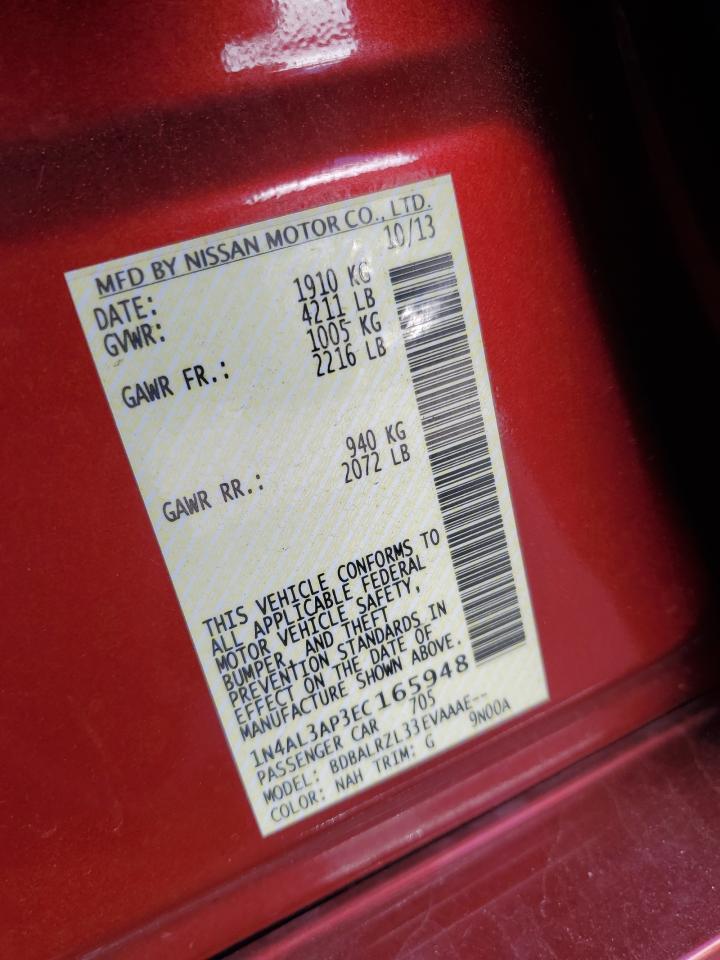 MFD BY NISSAN MOTOR CO., LTD.
DATE: 10/13
GVWR: 1910 KG
4211 LB
GAWR FR.: 1005 KG
2216 LB
GAWR RR.: 940 KG
2072 LB
THIS VEHICLE CONFORMS TO
ALL APPLICABLE FEDERAL
MOTOR VEHICLE SAFETY,
BUMPER, AND THEFT
PREVENTION STANDARDS IN
EFFECT ON THE DATE OF
MANUFACTURE SHOWN ABOVE.
1N4AL3AP3EC165948
PASSENGER CAR 705
MODEL: BDBALRZL33EVAAAE--
COLOR: NAH TRIM: G 9N00A